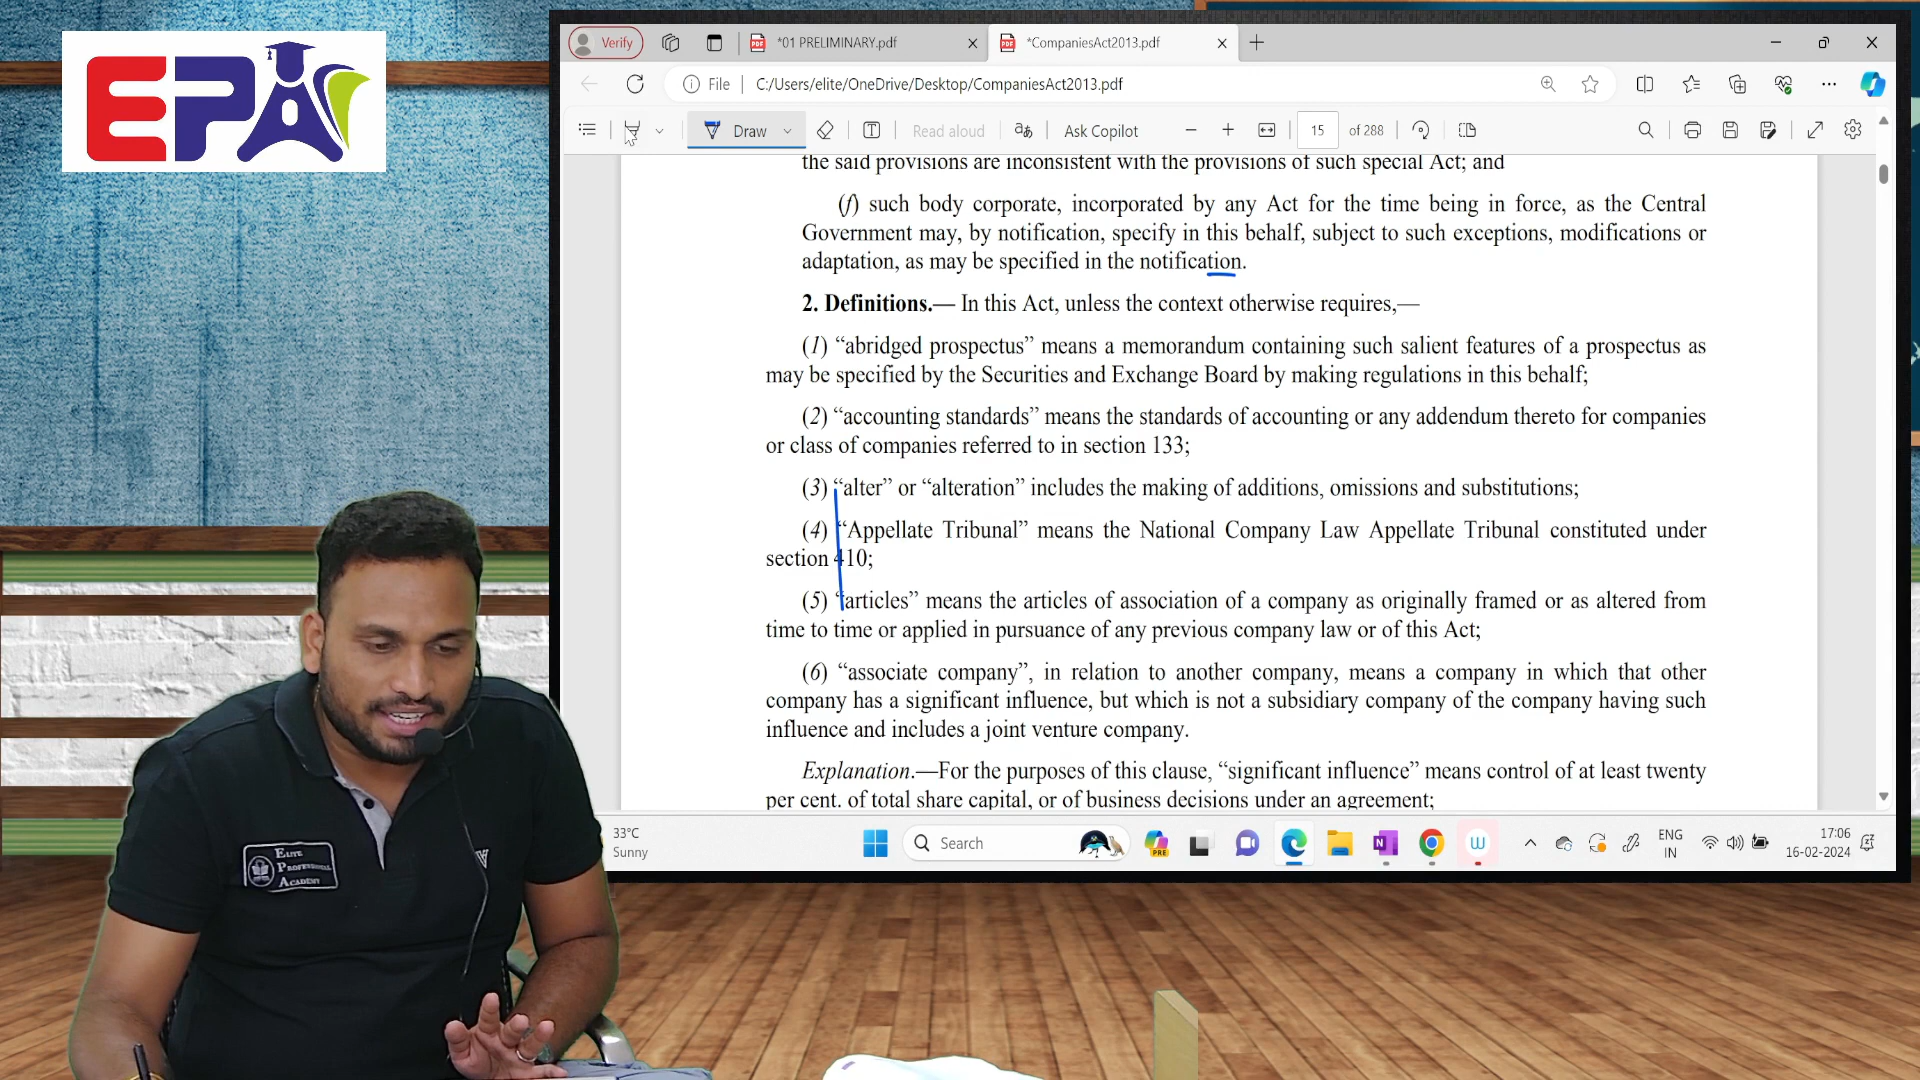 EPA
Verify
*01 PRELIMINARY.pdf
*CompaniesAct2013.pdf
File
C:/Users/elite/OneDrive/Desktop/CompaniesAct2013.pdf
Draw
Read aloud
Ask Copilot
15
of 288
the said provisions are inconsistent with the provisions of such special Act; and
(f) such body corporate, incorporated by any Act for the time being in force, as the Central
Government may, by notification, specify in this behalf, subject to such exceptions, modifications or
adaptation, as may be specified in the notification.
2. Definitions.— In this Act, unless the context otherwise requires,—
(1) “abridged prospectus” means a memorandum containing such salient features of a prospectus as
may be specified by the Securities and Exchange Board by making regulations in this behalf;
(2) “accounting standards” means the standards of accounting or any addendum thereto for companies
or class of companies referred to in section 133;
(3) “alter” or “alteration” includes the making of additions, omissions and substitutions;
(4) “Appellate Tribunal” means the National Company Law Appellate Tribunal constituted under
section 410;
(5) “articles” means the articles of association of a company as originally framed or as altered from
time to time or applied in pursuance of any previous company law or of this Act;
(6) “associate company”, in relation to another company, means a company in which that other
company has a significant influence, but which is not a subsidiary company of the company having such
influence and includes a joint venture company.
Explanation.—For the purposes of this clause, “significant influence” means control of at least twenty
per cent. of total share capital, or of business decisions under an agreement;
33°C
Sunny
Search
PRE
ENG
IN
17:06
16-02-2024
ELITE
PROFESSIONAL
ACADEMY